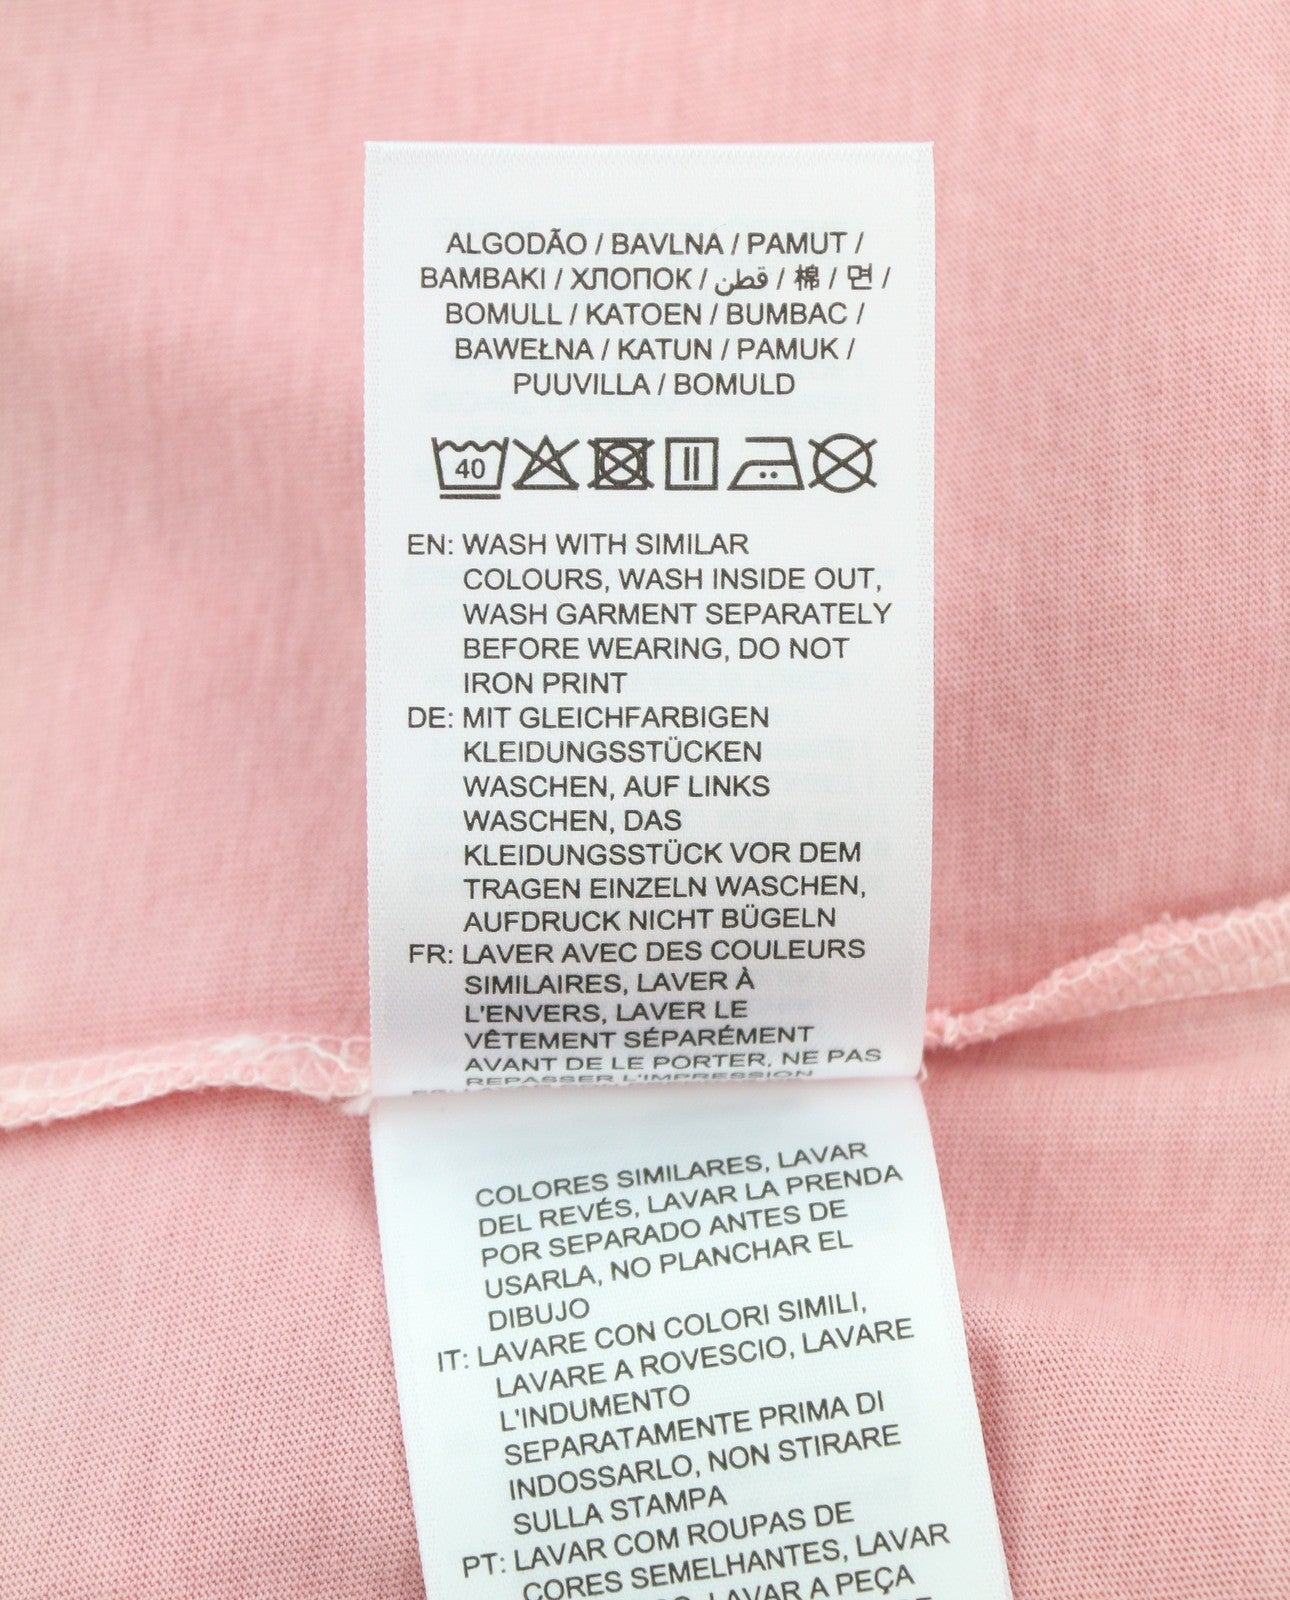 ALGODÃO / BAVLNA / PAMUT /
BAMBAKI / ХЛОПОК / قطن / 棉 / 면 /
BOMULL / KATOEN / BUMBAC /
BAWEŁNA / KATUN / PAMUK /
PUUVILLA / BOMULD
40
EN: WASH WITH SIMILAR
COLOURS, WASH INSIDE OUT,
WASH GARMENT SEPARATELY
BEFORE WEARING, DO NOT
IRON PRINT
DE: MIT GLEICHFARBIGEN
KLEIDUNGSSTÜCKEN
WASCHEN, AUF LINKS
WASCHEN, DAS
KLEIDUNGSSTÜCK VOR DEM
TRAGEN EINZELN WASCHEN,
AUFDRUCK NICHT BÜGELN
FR: LAVER AVEC DES COULEURS
SIMILAIRES, LAVER À
L'ENVERS, LAVER LE
VÊTEMENT SÉPARÉMENT
AVANT DE LE PORTER, NE PAS
REPASSER L'IMPRESSION
COLORES SIMILARES, LAVAR
DEL REVÉS, LAVAR LA PRENDA
POR SEPARADO ANTES DE
USARLA, NO PLANCHAR EL
DIBUJO
IT: LAVARE CON COLORI SIMILI,
LAVARE A ROVESCIO, LAVARE
L'INDUMENTO
SEPARATAMENTE PRIMA DI
INDOSSARLO, NON STIRARE
SULLA STAMPA
PT: LAVAR COM ROUPAS DE
CORES SEMELHANTES, LAVAR
LAVAR A PEÇA